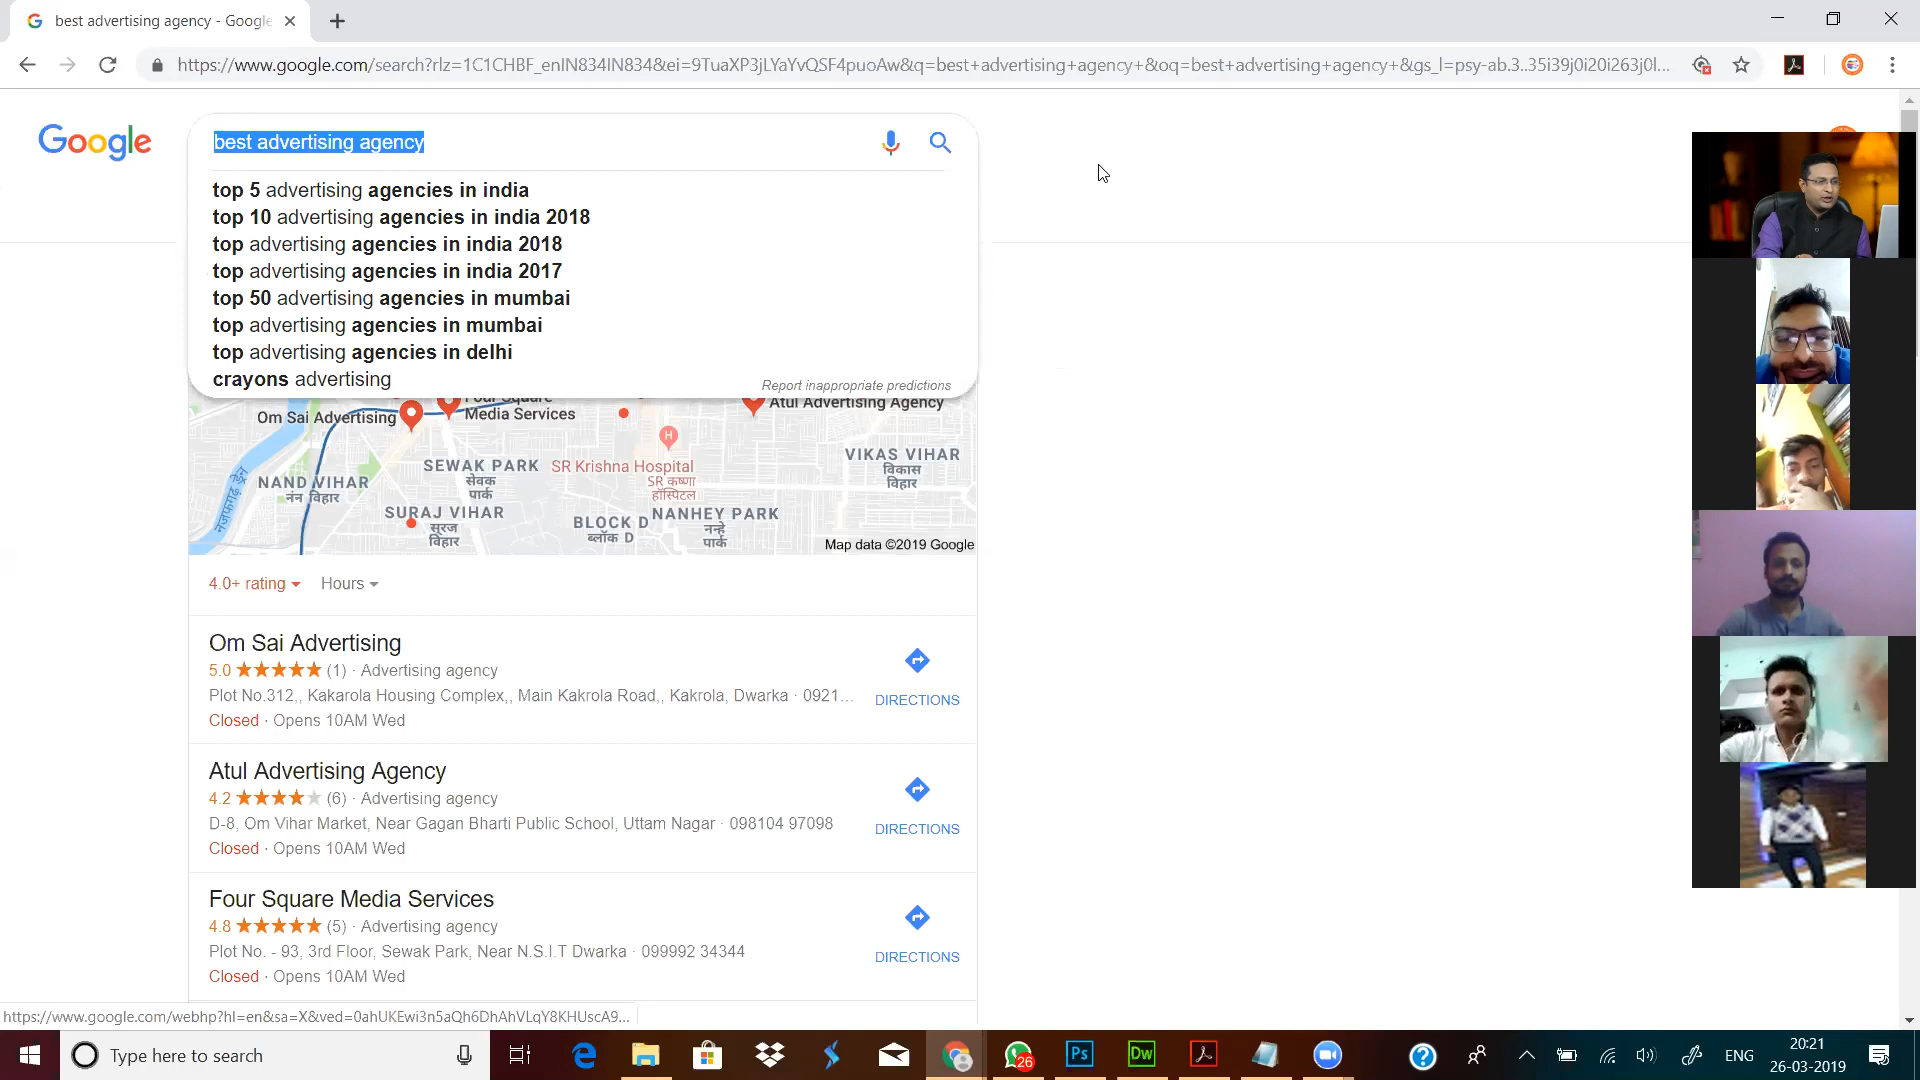 best advertising agency - Google
https://www.google.com/search?rlz=1C1CHBF_enIN834IN834&ei=9TuaXP3jLYaYvQSF4puoAw&q=best+advertising+agency+&oq=best+advertising+agency+&gs_l=psy-ab.3..35i39j0i20i263j0l...
Google
best advertising agency
top 5 advertising agencies in india
top 10 advertising agencies in india 2018
top advertising agencies in india 2018
top advertising agencies in india 2017
top 50 advertising agencies in mumbai
top advertising agencies in mumbai
top advertising agencies in delhi
crayons advertising
Report inappropriate predictions
Om Sai Advertising
Four Square
Media Services
Atul Advertising Agency
H
VIKAS VIHAR
विकास
विहार
SEWAK PARK
सेवक
पार्क
SR Krishna Hospital
SR कृष्णा
हॉस्पिटल
NAND VIHAR
नंन विहार
नजफगढ़ ड्रेन
SURAJ VIHAR
सूरज
विहार
BLOCK D
ब्लॉक D
NANHEY PARK
नन्हे
पार्क
Map data ©2019 Google
4.0+ rating
Hours
Om Sai Advertising
5.0 (1) · Advertising agency
Plot No.312,, Kakarola Housing Complex,, Main Kakrola Road,, Kakrola, Dwarka · 0921...
Closed · Opens 10AM Wed
DIRECTIONS
Atul Advertising Agency
4.2 (6) · Advertising agency
D-8, Om Vihar Market, Near Gagan Bharti Public School, Uttam Nagar · 098104 97098
Closed · Opens 10AM Wed
DIRECTIONS
Four Square Media Services
4.8 (5) · Advertising agency
Plot No. - 93, 3rd Floor, Sewak Park, Near N.S.I.T Dwarka · 099992 34344
Closed · Opens 10AM Wed
DIRECTIONS
https://www.google.com/webhp?hl=en&sa=X&ved=0ahUKEwi3n5aQh6DhAhVLqY8KHUscA9...
Type here to search
26
Ps
Dw
ENG
20:21
26-03-2019